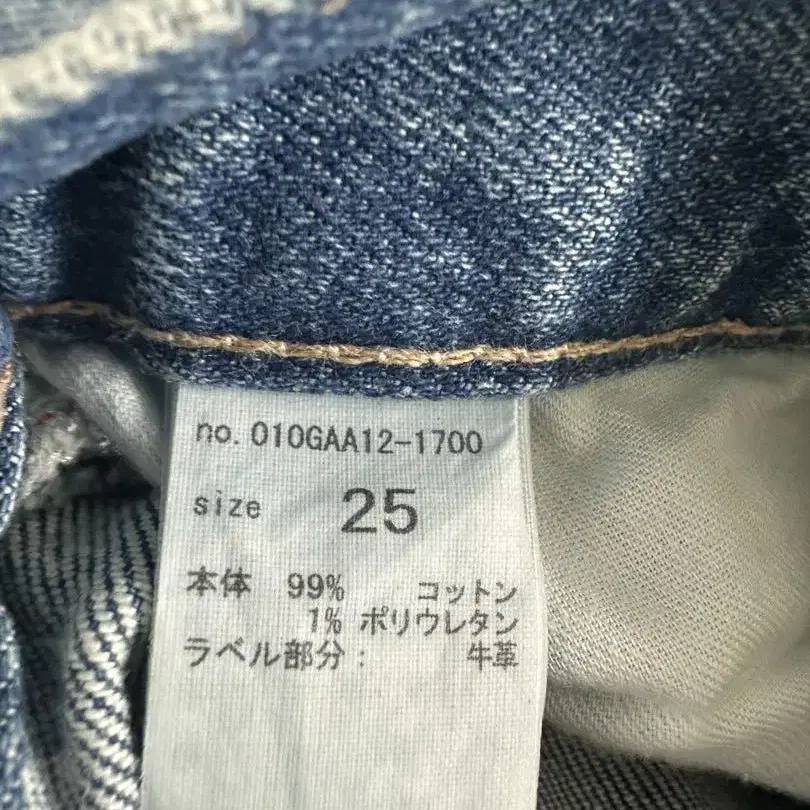 no. 010GAA12-1700
size 25
本体 99% コットン
1% ポリウレタン
ラベル部分: 牛革